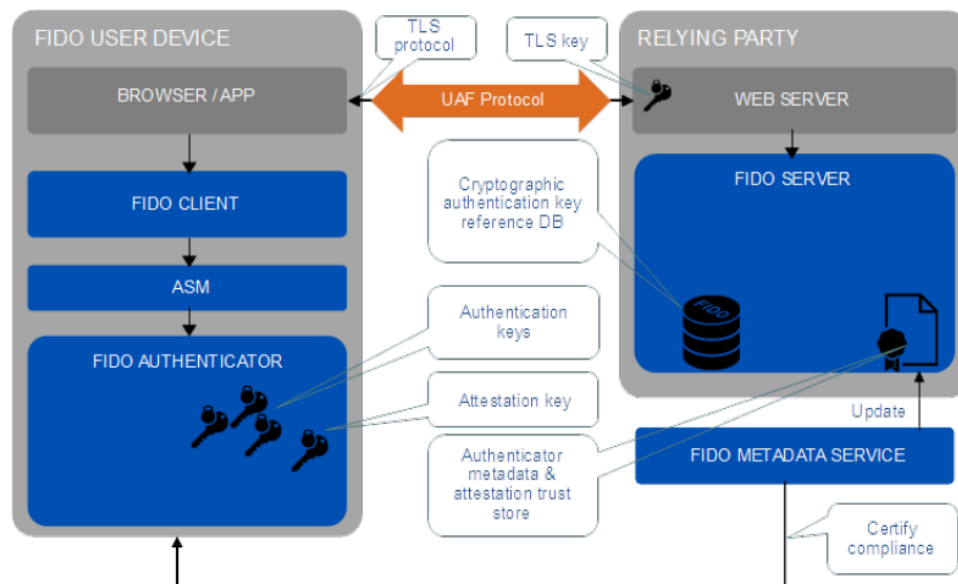 FIDO USER DEVICE
TLS
protocol
TLS key
RELYING PARTY
BROWSER / APP
UAF Protocol
WEB SERVER
FIDO CLIENT
Cryptographic
authentication key
reference DB
FIDO SERVER
ASM
FIDO
FIDO AUTHENTICATOR
Authentication
keys
Attestation key
Update
Authenticator
metadata &
attestation trust
store
FIDO METADATA SERVICE
Certify
compliance